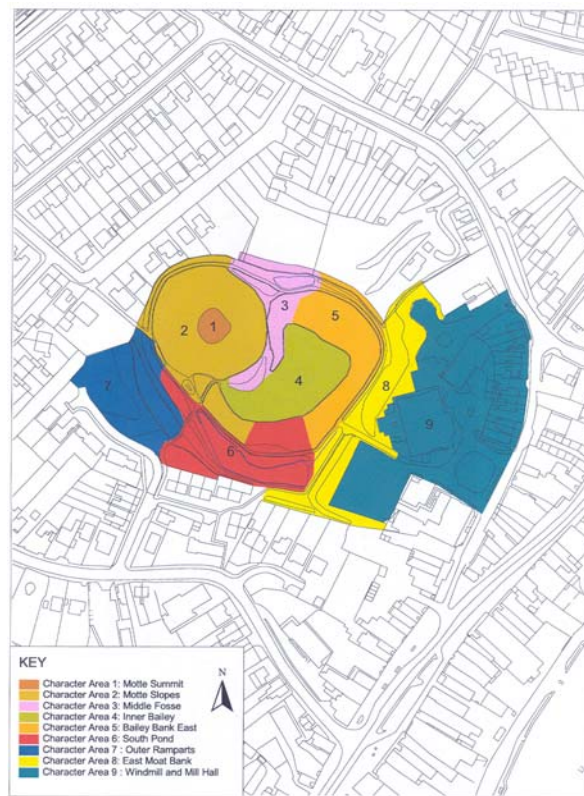 3
5
2
1
4
7
8
9
6
KEY
N
Character Area 1: Motte Summit
Character Area 2: Motte Slopes
Character Area 3: Middle Fosse
Character Area 4: Inner Bailey
Character Area 5: Bailey Bank East
Character Area 6: South Pond
Character Area 7 : Outer Ramparts
Character Area 8: East Moat Bank
Character Area 9 : Windmill and Mill Hall